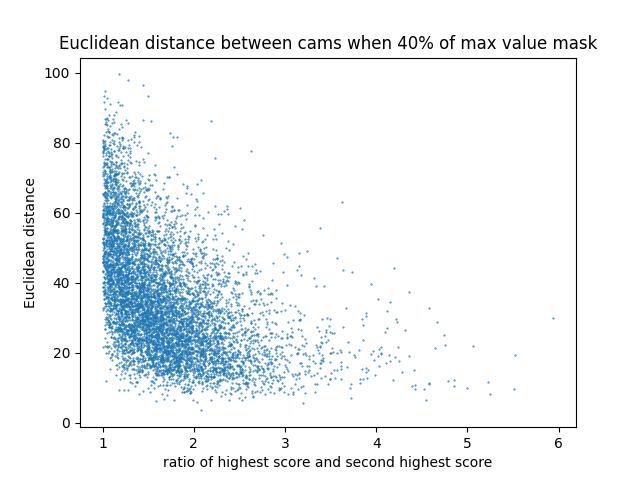 Euclidean distance between cams when 40% of max value mask
100
80
60
40
20
0
Euclidean distance
1 2 3 4 5 6
ratio of highest score and second highest score